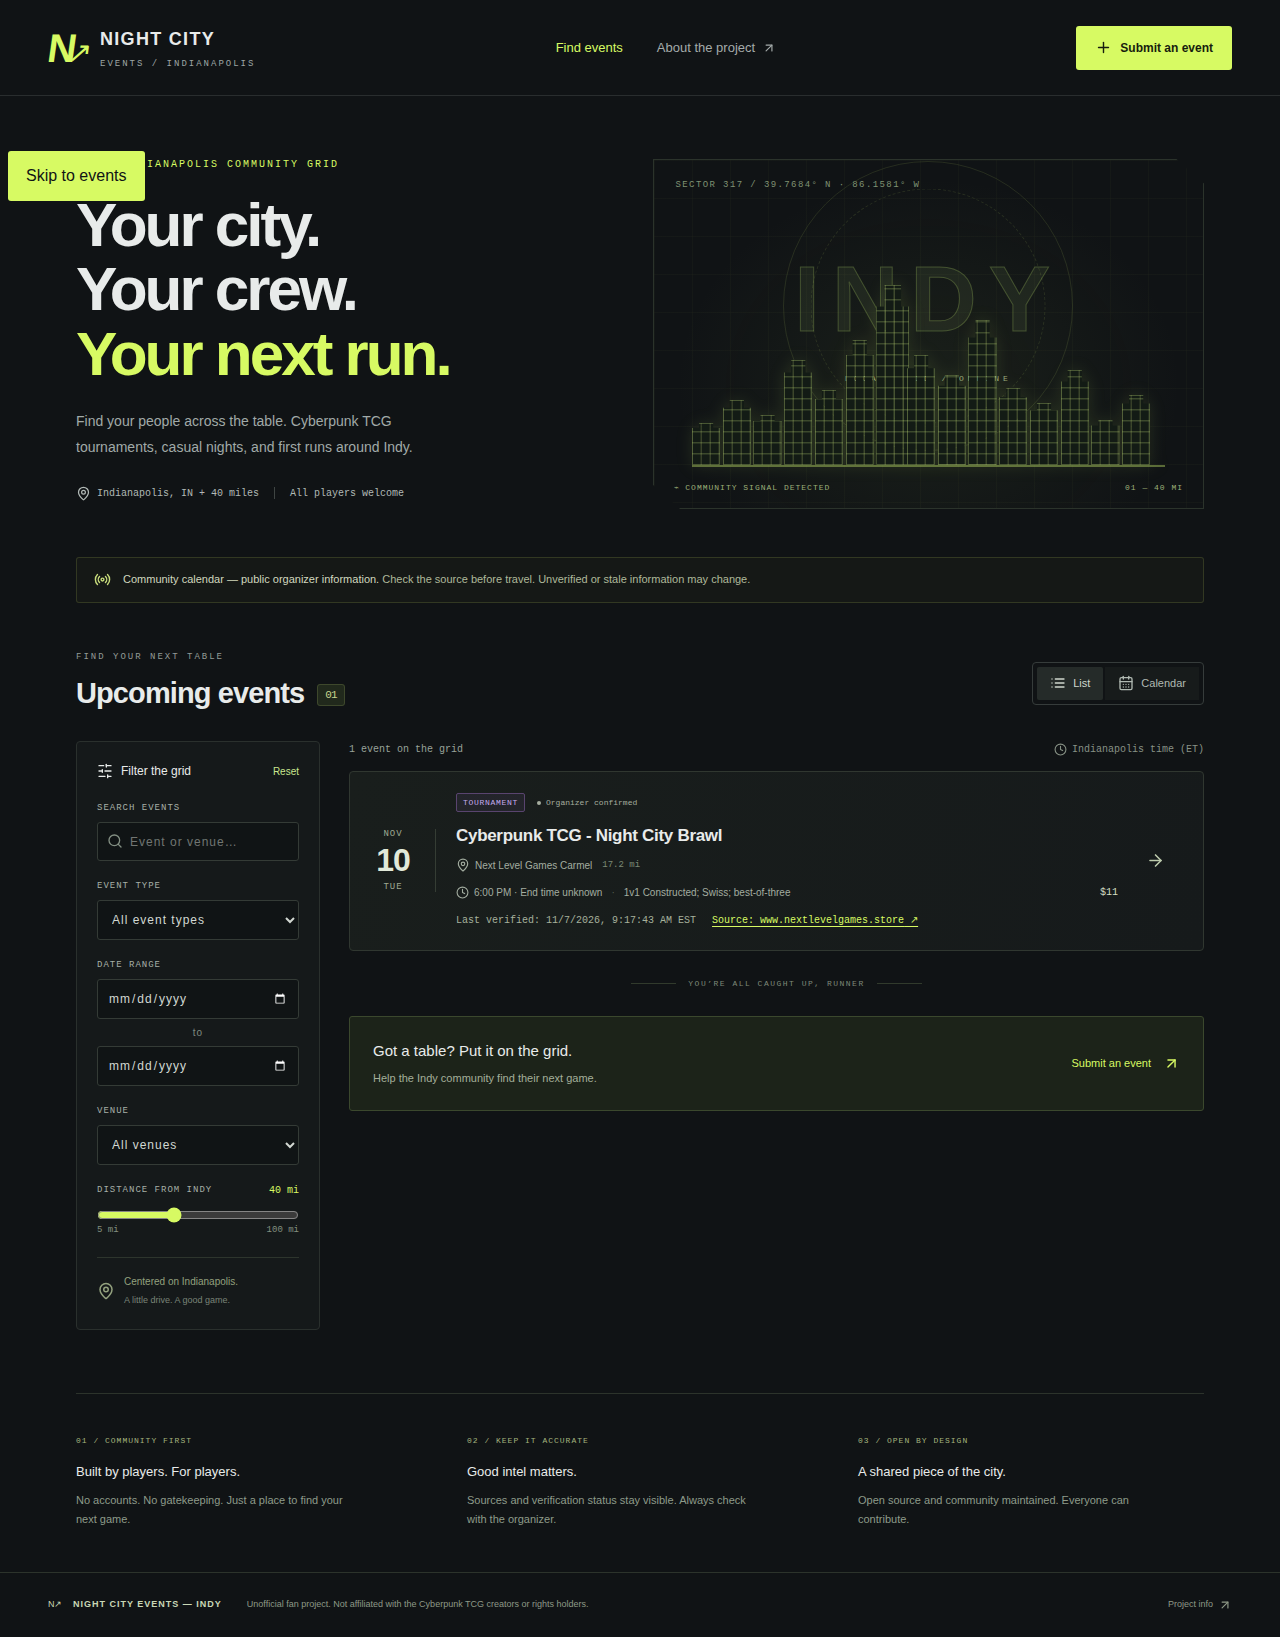 N↗
NIGHT CITY
EVENTS / INDIANAPOLIS
Find events
About the project
Submit an event
IANAPOLIS COMMUNITY GRID
Skip to events
Your city.
Your crew.
Your next run.
Find your people across the table. Cyberpunk TCG
tournaments, casual nights, and first runs around Indy.
Indianapolis, IN + 40 miles
All players welcome
SECTOR 317 / 39.7684° N · 86.1581° W
INDY
⌁ COMMUNITY SIGNAL DETECTED
01 — 40 MI
Community calendar — public organizer information. Check the source before travel. Unverified or stale information may change.
FIND YOUR NEXT TABLE
Upcoming events 01
List
Calendar
Filter the grid
Reset
SEARCH EVENTS
Event or venue…
EVENT TYPE
All event types
DATE RANGE
mm/dd/yyyy
to
mm/dd/yyyy
VENUE
All venues
DISTANCE FROM INDY
40 mi
5 mi
100 mi
Centered on Indianapolis.
A little drive. A good game.
1 event on the grid
Indianapolis time (ET)
NOV
10
TUE
TOURNAMENT
● Organizer confirmed
Cyberpunk TCG - Night City Brawl
Next Level Games Carmel 17.2 mi
6:00 PM · End time unknown · 1v1 Constructed; Swiss; best-of-three
$11
Last verified: 11/7/2026, 9:17:43 AM EST
Source: www.nextlevelgames.store ↗
YOU'RE ALL CAUGHT UP, RUNNER
Got a table? Put it on the grid.
Help the Indy community find their next game.
Submit an event
01 / COMMUNITY FIRST
Built by players. For players.
No accounts. No gatekeeping. Just a place to find your
next game.
02 / KEEP IT ACCURATE
Good intel matters.
Sources and verification status stay visible. Always check
with the organizer.
03 / OPEN BY DESIGN
A shared piece of the city.
Open source and community maintained. Everyone can
contribute.
N↗
NIGHT CITY EVENTS — INDY
Unofficial fan project. Not affiliated with the Cyberpunk TCG creators or rights holders.
Project info